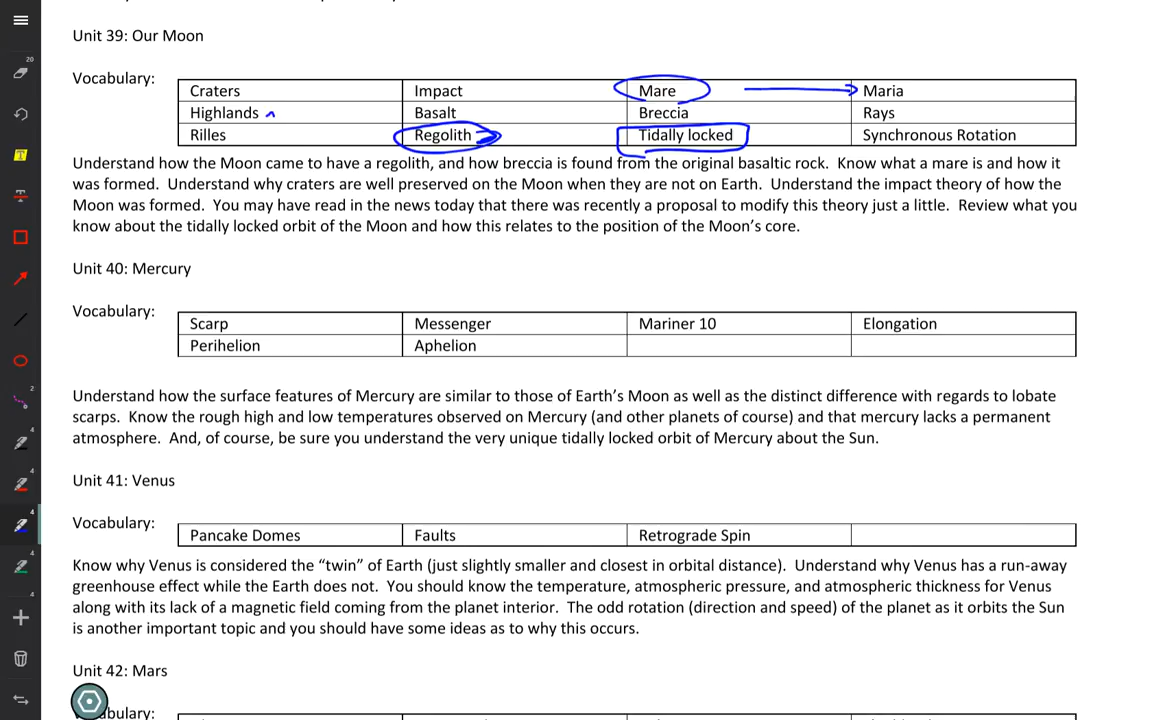 Unit 39: Our Moon
Vocabulary:
Craters Impact Mare Maria
Highlands Basalt Breccia Rays
Rilles Regolith Tidally locked Synchronous Rotation
Understand how the Moon came to have a regolith, and how breccia is found from the original basaltic rock.  Know what a mare is and how it
was formed.  Understand why craters are well preserved on the Moon when they are not on Earth.  Understand the impact theory of how the
Moon was formed.  You may have read in the news today that there was recently a proposal to modify this theory just a little.  Review what you
know about the tidally locked orbit of the Moon and how this relates to the position of the Moon’s core.
Unit 40: Mercury
Vocabulary:
Scarp Messenger Mariner 10 Elongation
Perihelion Aphelion
Understand how the surface features of Mercury are similar to those of Earth’s Moon as well as the distinct difference with regards to lobate
scarps.  Know the rough high and low temperatures observed on Mercury (and other planets of course) and that mercury lacks a permanent
atmosphere.  And, of course, be sure you understand the very unique tidally locked orbit of Mercury about the Sun.
Unit 41: Venus
Vocabulary:
Pancake Domes Faults Retrograde Spin
Know why Venus is considered the “twin” of Earth (just slightly smaller and closest in orbital distance).  Understand why Venus has a run-away
greenhouse effect while the Earth does not.  You should know the temperature, atmospheric pressure, and atmospheric thickness for Venus
along with its lack of a magnetic field coming from the planet interior.  The odd rotation (direction and speed) of the planet as it orbits the Sun
is another important topic and you should have some ideas as to why this occurs.
Unit 42: Mars
bulary:
20
T
2
4
4
4
4
4